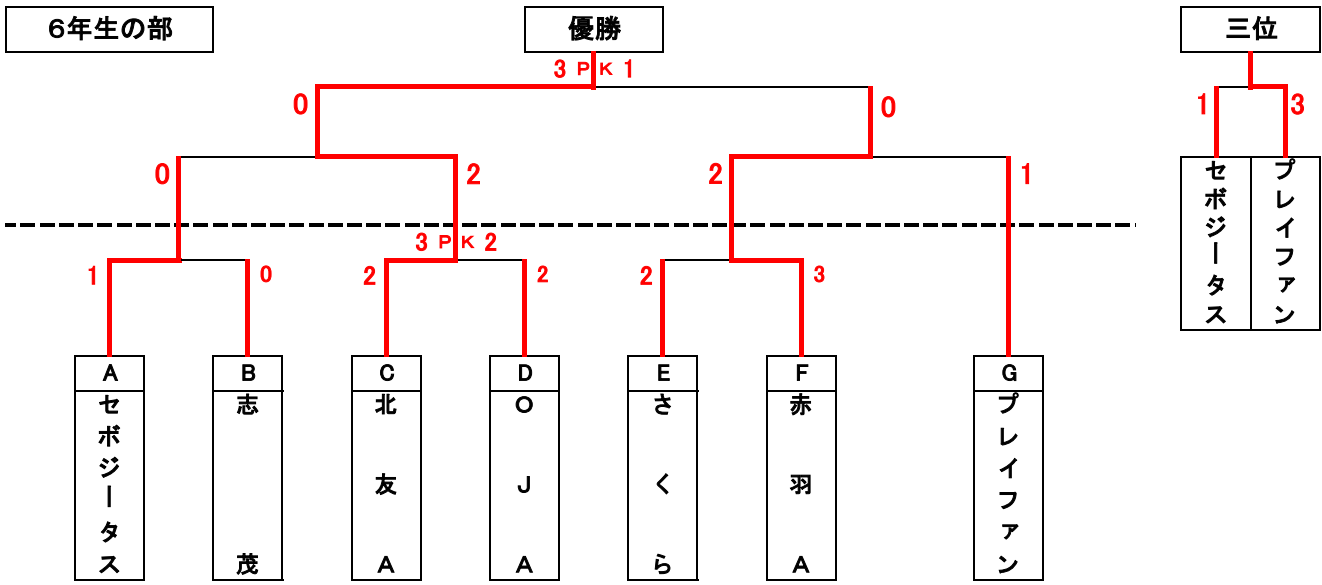 ６年生の部
優勝
三位
3 ＰＫ 1
0
0
1
3
0
2
2
1
セボジータス
プレイファン
3 ＰＫ 2
1
0
2
2
2
3
A
B
C
D
E
F
G
セボジータス
志茂
北友A
OJA
さくら
赤羽A
プレイファン